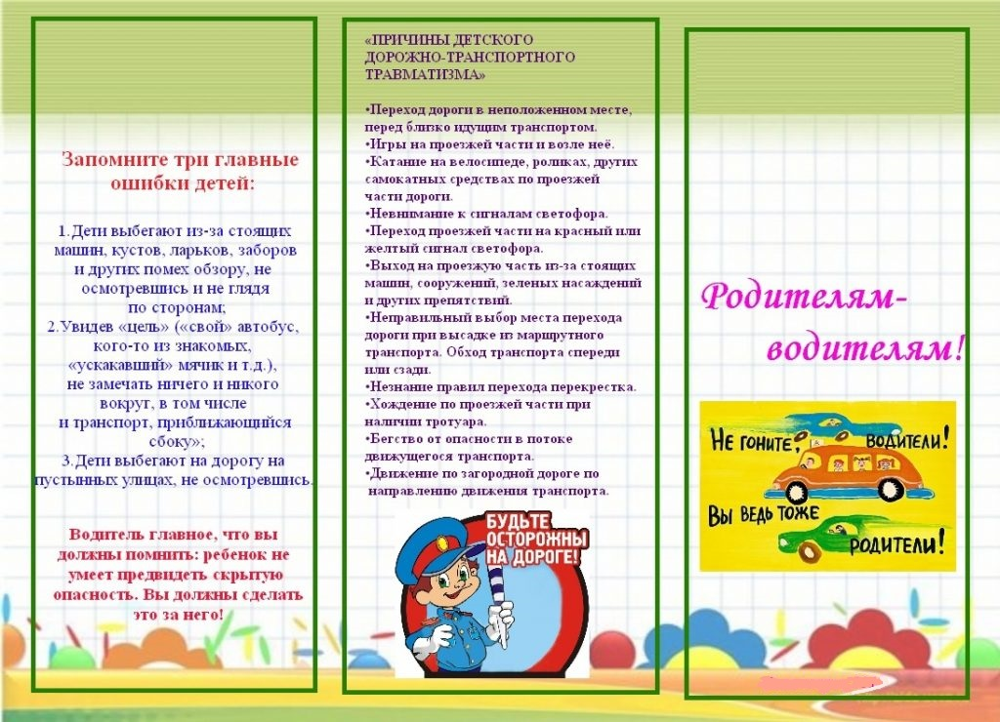 Запомните три главные
ошибки детей:
1.Дети выбегают из-за стоящих
машин, кустов, ларьков, заборов
и других помех обзору, не
осмотревшись и не глядя
по сторонам;
2.Увидев «цель» («свой» автобус,
кого-то из знакомых,
«ускакавший» мячик и т.д.),
не замечать ничего и никого
вокруг, в том числе
и транспорт, приближающийся
сбоку»;
3.Дети выбегают на дорогу на
пустынных улицах, не осмотревшись.
Водитель главное, что вы
должны помнить: ребенок не
умеет предвидеть скрытую
опасность. Вы должны сделать
это за него!
«ПРИЧИНЫ ДЕТСКОГО
ДОРОЖНО-ТРАНСПОРТНОГО
ТРАВМАТИЗМА»
•Переход дороги в неположенном месте,
перед близко идущим транспортом.
•Игры на проезжей части и возле неё.
•Катание на велосипеде, роликах, других
самокатных средствах по проезжей
части дороги.
•Невнимание к сигналам светофора.
•Переход проезжей части на красный или
желтый сигнал светофора.
•Выход на проезжую часть из-за стоящих
машин, сооружений, зеленых насаждений
и других препятствий.
•Неправильный выбор места перехода
дороги при высадке из маршрутного
транспорта. Обход транспорта спереди
или сзади.
•Незнание правил перехода перекрестка.
•Хождение по проезжей части при
наличии тротуара.
•Бегство от опасности в потоке
движущегося транспорта.
•Движение по загородной дороге по
направлению движения транспорта.
БУДЬТЕ
ОСТОРОЖНЫ
НА ДОРОГЕ!
Родителям-
водителям!
НЕ ГОНИТЕ, ВОДИТЕЛИ!
ВЫ ВЕДЬ ТОЖЕ
РОДИТЕЛИ!